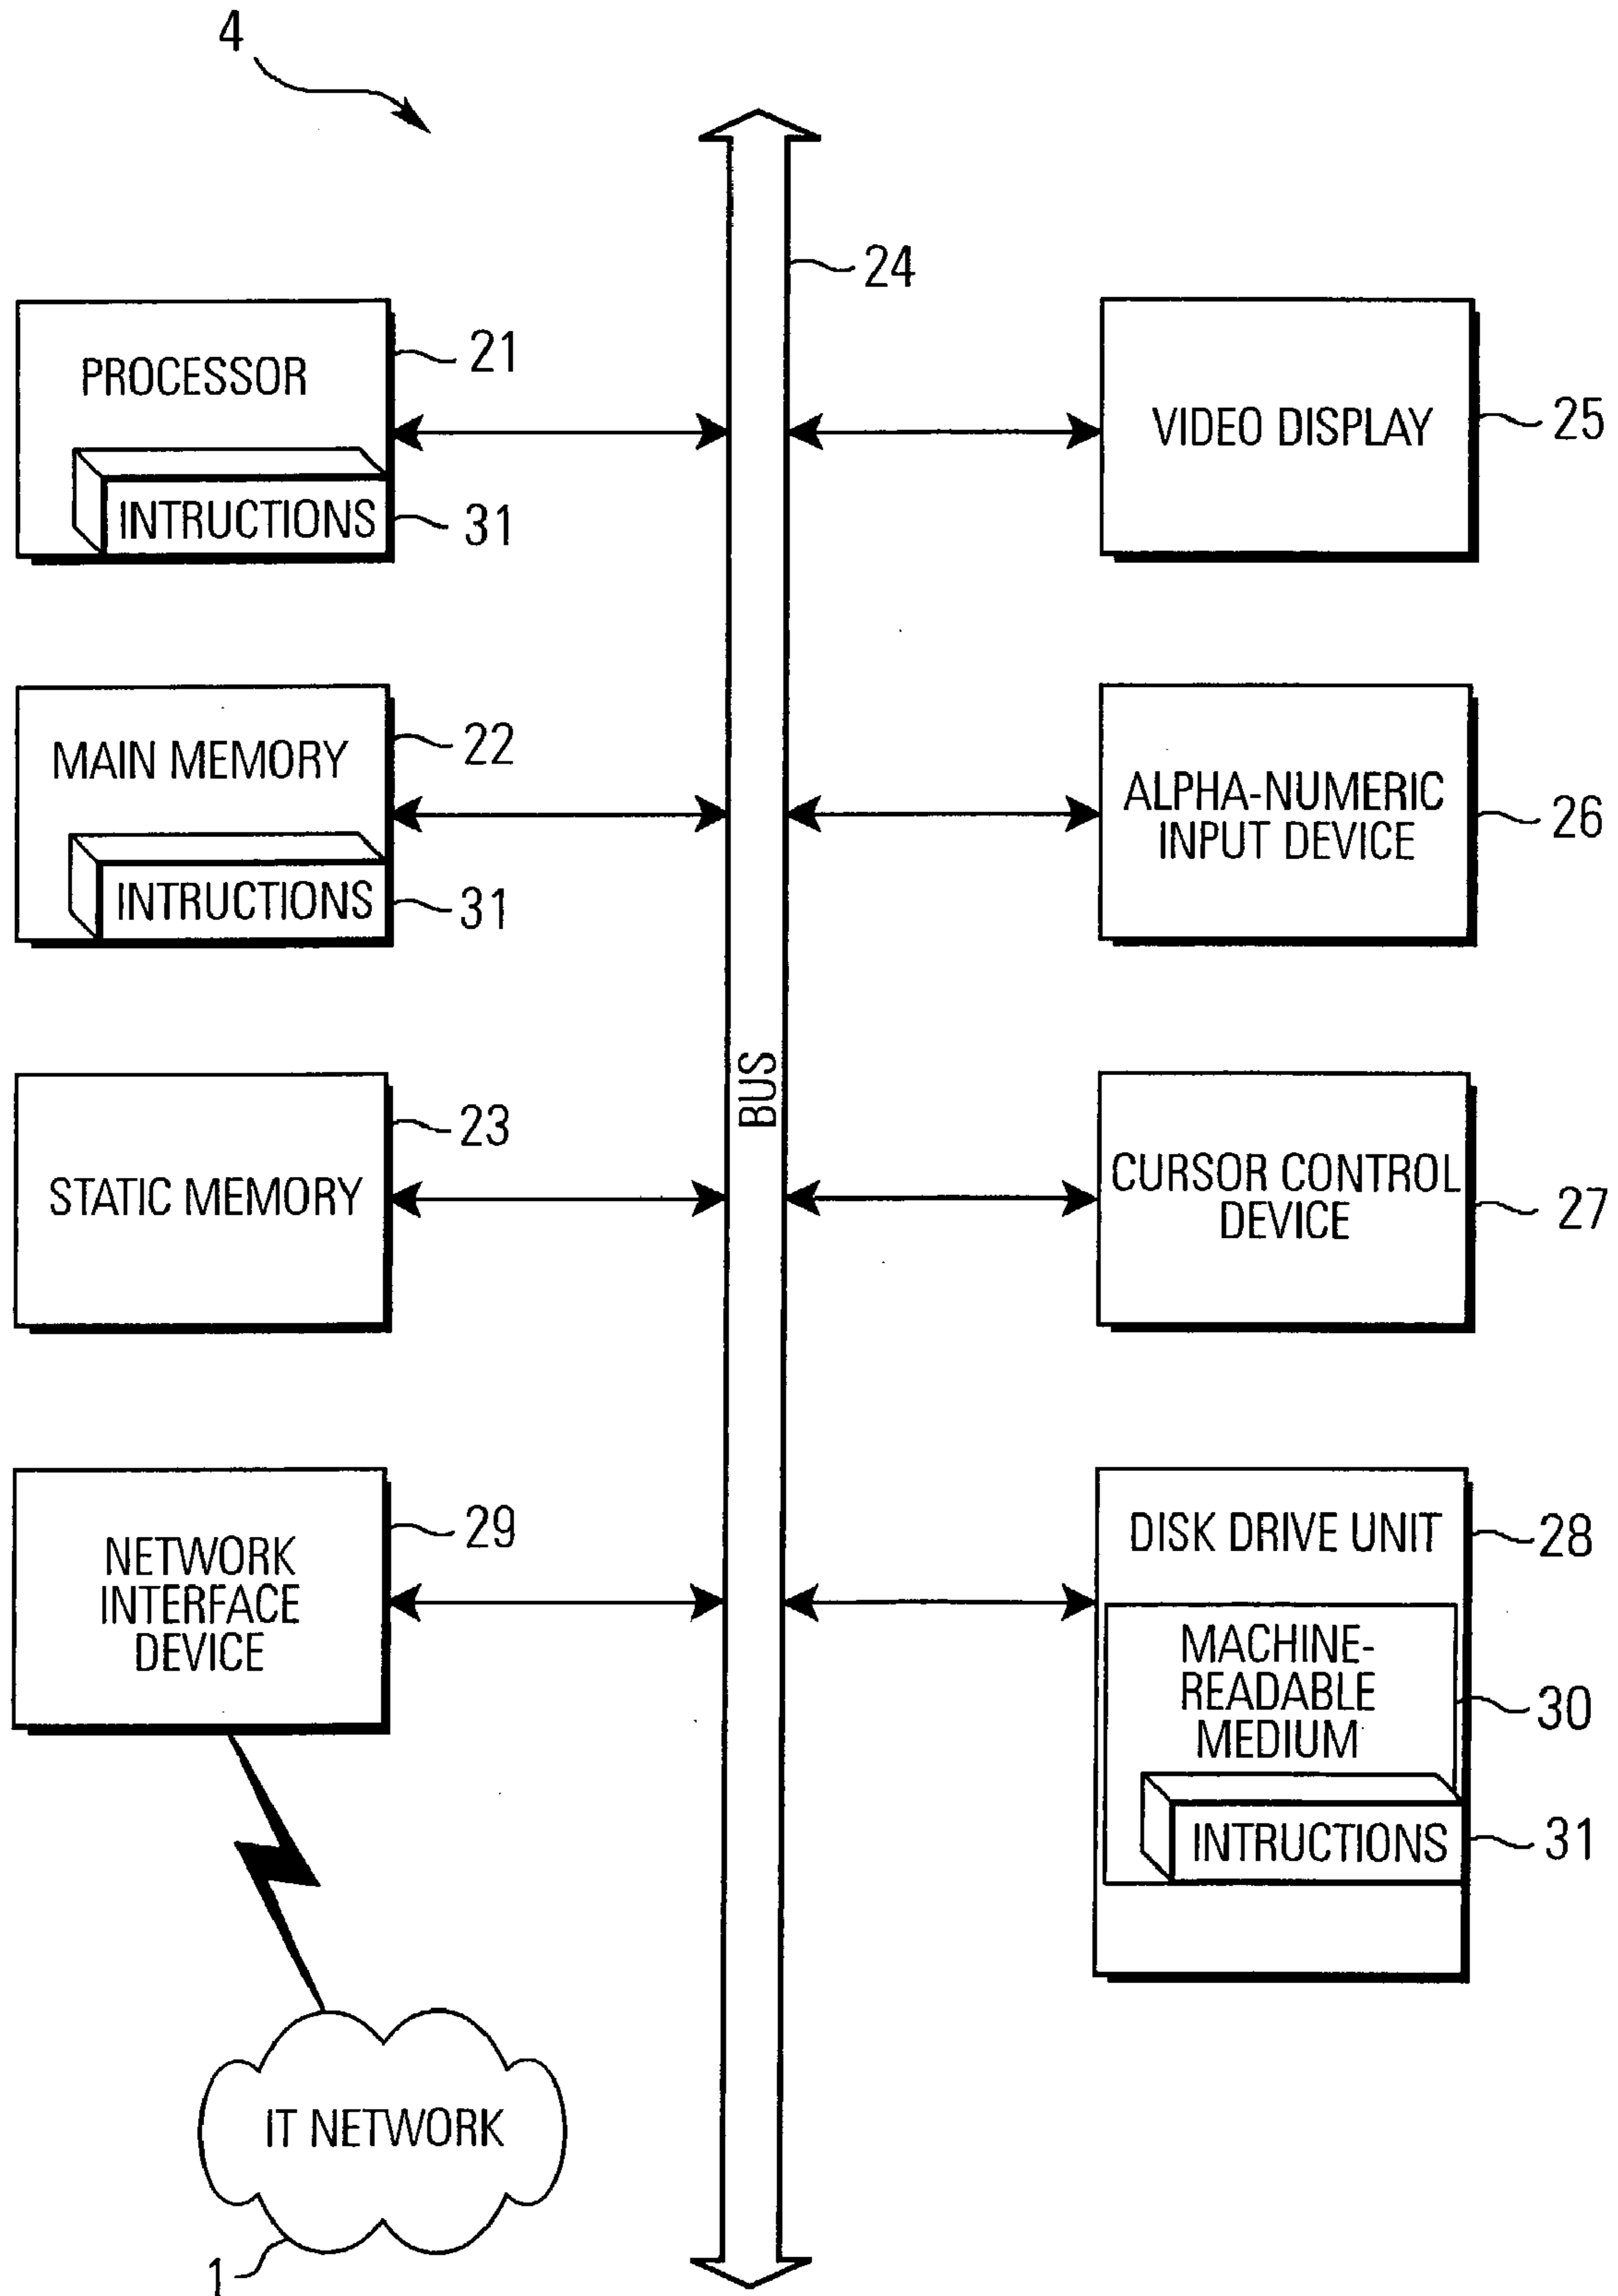 4
24
PROCESSOR
21
INTRUCTIONS
31
VIDEO DISPLAY
25
MAIN MEMORY
22
INTRUCTIONS
31
ALPHA-NUMERIC
INPUT DEVICE
26
BUS
STATIC MEMORY
23
CURSOR CONTROL
DEVICE
27
NETWORK
INTERFACE
DEVICE
29
DISK DRIVE UNIT
28
MACHINE-
READABLE
MEDIUM
30
INTRUCTIONS
31
IT NETWORK
1